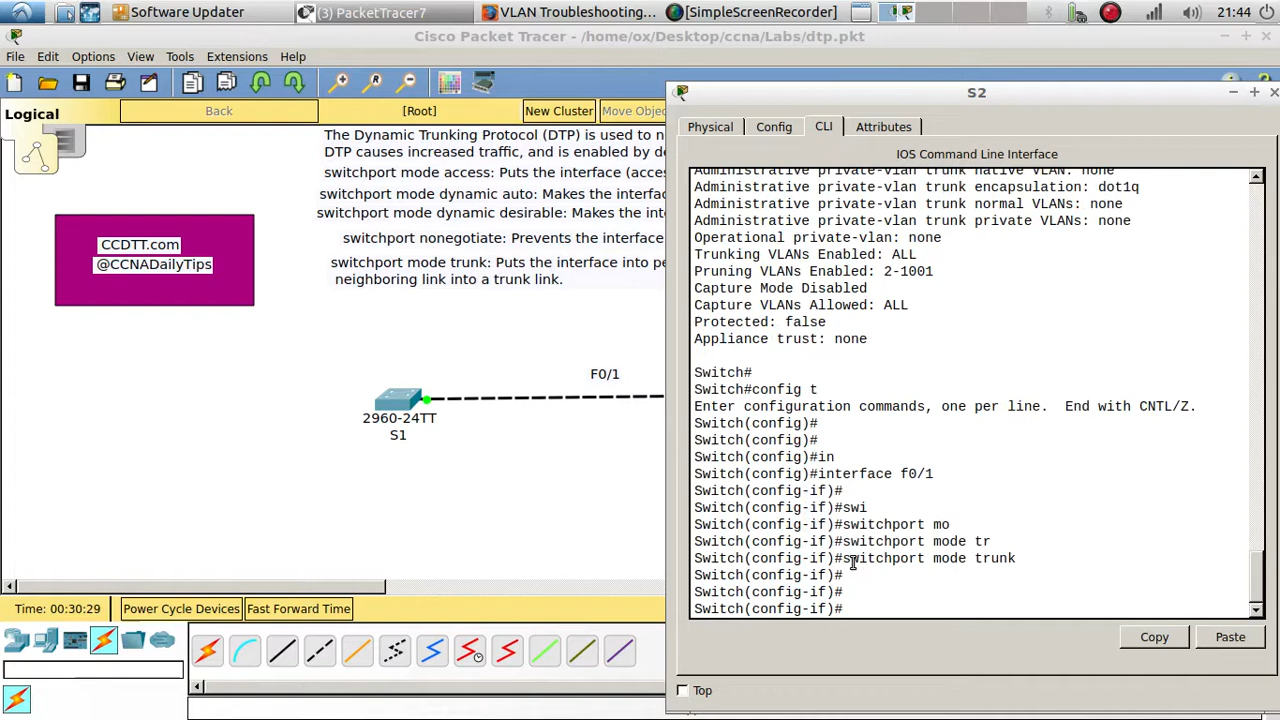 Software Updater
(3) PacketTracer7
VLAN Troubleshooting...
[SimpleScreenRecorder]
21:44
Cisco Packet Tracer - /home/ox/Desktop/ccna/Labs/dtp.pkt
File Edit Options View Tools Extensions Help
Logical
Back
[Root]
New Cluster
Move Objec
The Dynamic Trunking Protocol (DTP) is used to n
DTP causes increased traffic, and is enabled by de
switchport mode access: Puts the interface (acces
switchport mode dynamic auto: Makes the interfac
switchport mode dynamic desirable: Makes the int
switchport nonegotiate: Prevents the interface
switchport mode trunk: Puts the interface into pe
neighboring link into a trunk link.
CCDTT.com
@CCNADailyTips
F0/1
2960-24TT
S1
Time: 00:30:29
Power Cycle Devices
Fast Forward Time
S2
Physical
Config
CLI
Attributes
IOS Command Line Interface
Administrative private-vlan trunk native VLAN: none
Administrative private-vlan trunk encapsulation: dot1q
Administrative private-vlan trunk normal VLANs: none
Administrative private-vlan trunk private VLANs: none
Operational private-vlan: none
Trunking VLANs Enabled: ALL
Pruning VLANs Enabled: 2-1001
Capture Mode Disabled
Capture VLANs Allowed: ALL
Protected: false
Appliance trust: none
Switch#
Switch#config t
Enter configuration commands, one per line.  End with CNTL/Z.
Switch(config)#
Switch(config)#
Switch(config)#in
Switch(config)#interface f0/1
Switch(config-if)#
Switch(config-if)#swi
Switch(config-if)#switchport mo
Switch(config-if)#switchport mode tr
Switch(config-if)#switchport mode trunk
Switch(config-if)#
Switch(config-if)#
Switch(config-if)#
Copy
Paste
Top